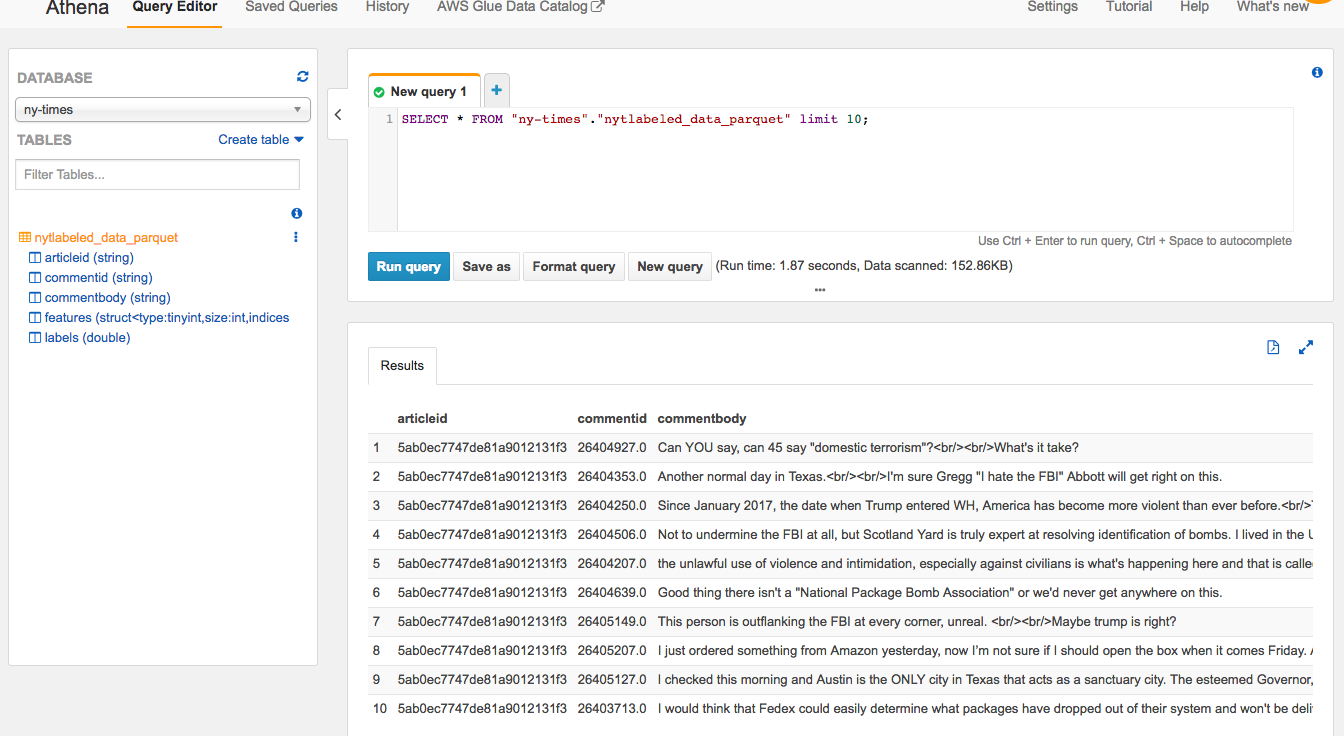 Athena Query Editor Saved Queries History AWS Glue Data Catalog Settings Tutorial Help What's new
DATABASE
ny-times
TABLES Create table
Filter Tables...
nytlabeled_data_parquet
articleid (string)
commentid (string)
commentbody (string)
features (struct<type:tinyint,size:int,indices
labels (double)
New query 1 +
1 SELECT * FROM "ny-times"."nytlabeled_data_parquet" limit 10;
Use Ctrl + Enter to run query, Ctrl + Space to autocomplete
Run query Save as Format query New query (Run time: 1.87 seconds, Data scanned: 152.86KB)
Results
articleid commentid commentbody
1 5ab0ec7747de81a9012131f3 26404927.0 Can YOU say, can 45 say "domestic terrorism"?<br/><br/>What's it take?
2 5ab0ec7747de81a9012131f3 26404353.0 Another normal day in Texas.<br/><br/>I'm sure Gregg "I hate the FBI" Abbott will get right on this.
3 5ab0ec7747de81a9012131f3 26404250.0 Since January 2017, the date when Trump entered WH, America has become more violent than ever before.<br/>
4 5ab0ec7747de81a9012131f3 26404506.0 Not to undermine the FBI at all, but Scotland Yard is truly expert at resolving identification of bombs. I lived in the
5 5ab0ec7747de81a9012131f3 26404207.0 the unlawful use of violence and intimidation, especially against civilians is what's happening here and that is calle
6 5ab0ec7747de81a9012131f3 26404639.0 Good thing there isn't a "National Package Bomb Association" or we'd never get anywhere on this.
7 5ab0ec7747de81a9012131f3 26405149.0 This person is outflanking the FBI at every corner, unreal. <br/><br/>Maybe trump is right?
8 5ab0ec7747de81a9012131f3 26405207.0 I just ordered something from Amazon yesterday, now I'm not sure if I should open the box when it comes Friday.
9 5ab0ec7747de81a9012131f3 26405127.0 I checked this morning and Austin is the ONLY city in Texas that acts as a sanctuary city. The esteemed Governor,
10 5ab0ec7747de81a9012131f3 26403713.0 I would think that Fedex could easily determine what packages have dropped out of their system and won't be deli